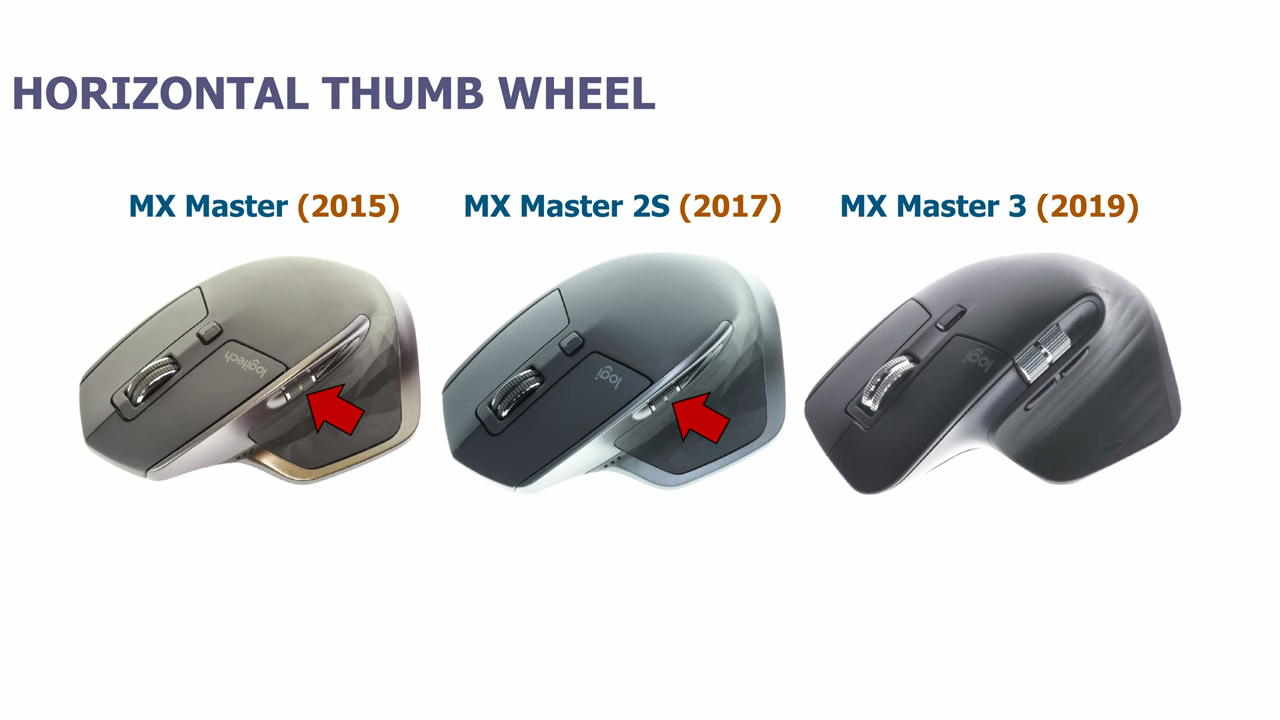 HORIZONTAL THUMB WHEEL
MX Master (2015)
MX Master 2S (2017)
MX Master 3 (2019)
logitech
logi
logi